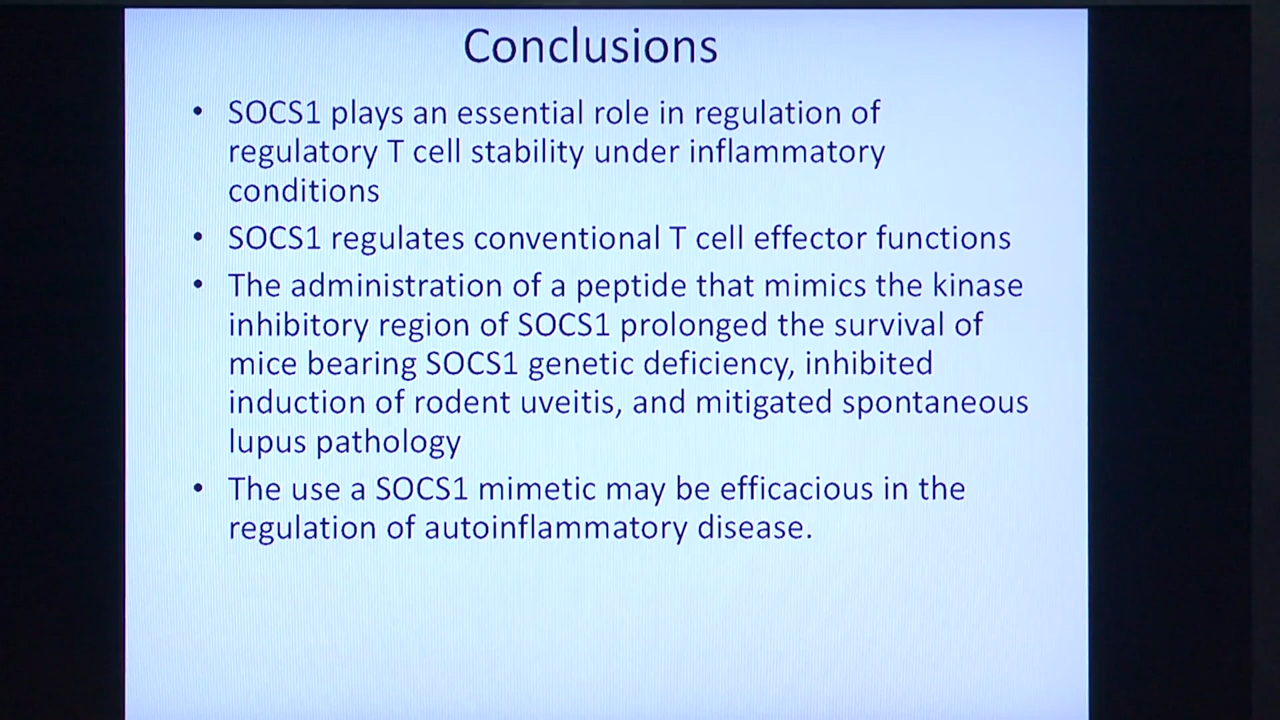 Conclusions
• SOCS1 plays an essential role in regulation of
regulatory T cell stability under inflammatory
conditions
• SOCS1 regulates conventional T cell effector functions
• The administration of a peptide that mimics the kinase
inhibitory region of SOCS1 prolonged the survival of
mice bearing SOCS1 genetic deficiency, inhibited
induction of rodent uveitis, and mitigated spontaneous
lupus pathology
• The use a SOCS1 mimetic may be efficacious in the
regulation of autoinflammatory disease.